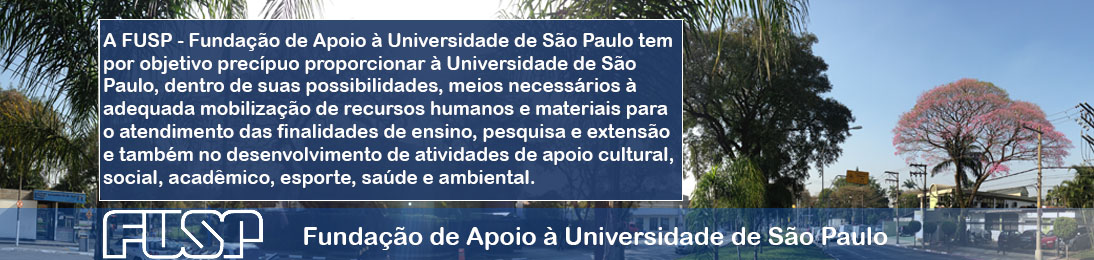 A FUSP - Fundação de Apoio à Universidade de São Paulo tem
por objetivo precípuo proporcionar à Universidade de São
Paulo, dentro de suas possibilidades, meios necessários à
adequada mobilização de recursos humanos e materiais para
o atendimento das finalidades de ensino, pesquisa e extensão
e também no desenvolvimento de atividades de apoio cultural,
social, acadêmico, esporte, saúde e ambiental.
FUSP
Fundação de Apoio à Universidade de São Paulo